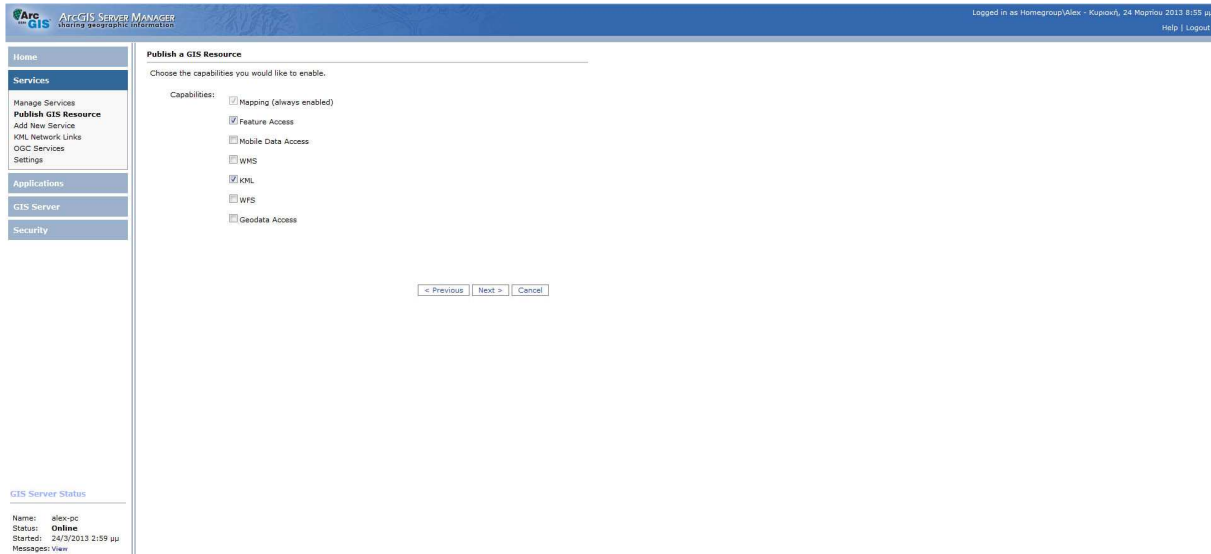 ArcGIS ArcGIS Server Manager
sharing geographic information
Logged in as Homegroup\Alex - Κυριακή, 24 Μαρτίου 2013 8:55 μμ
Help | Logout
Home
Services
Manage Services
Publish GIS Resource
Add New Service
KML Network Links
OGC Services
Settings
Applications
GIS Server
Security
Publish a GIS Resource
Choose the capabilities you would like to enable.
Capabilities:
Mapping (always enabled)
Feature Access
Mobile Data Access
WMS
KML
WFS
Geodata Access
< Previous Next > Cancel
GIS Server Status
Name: alex-pc
Status: Online
Started: 24/3/2013 2:59 μμ
Messages: View